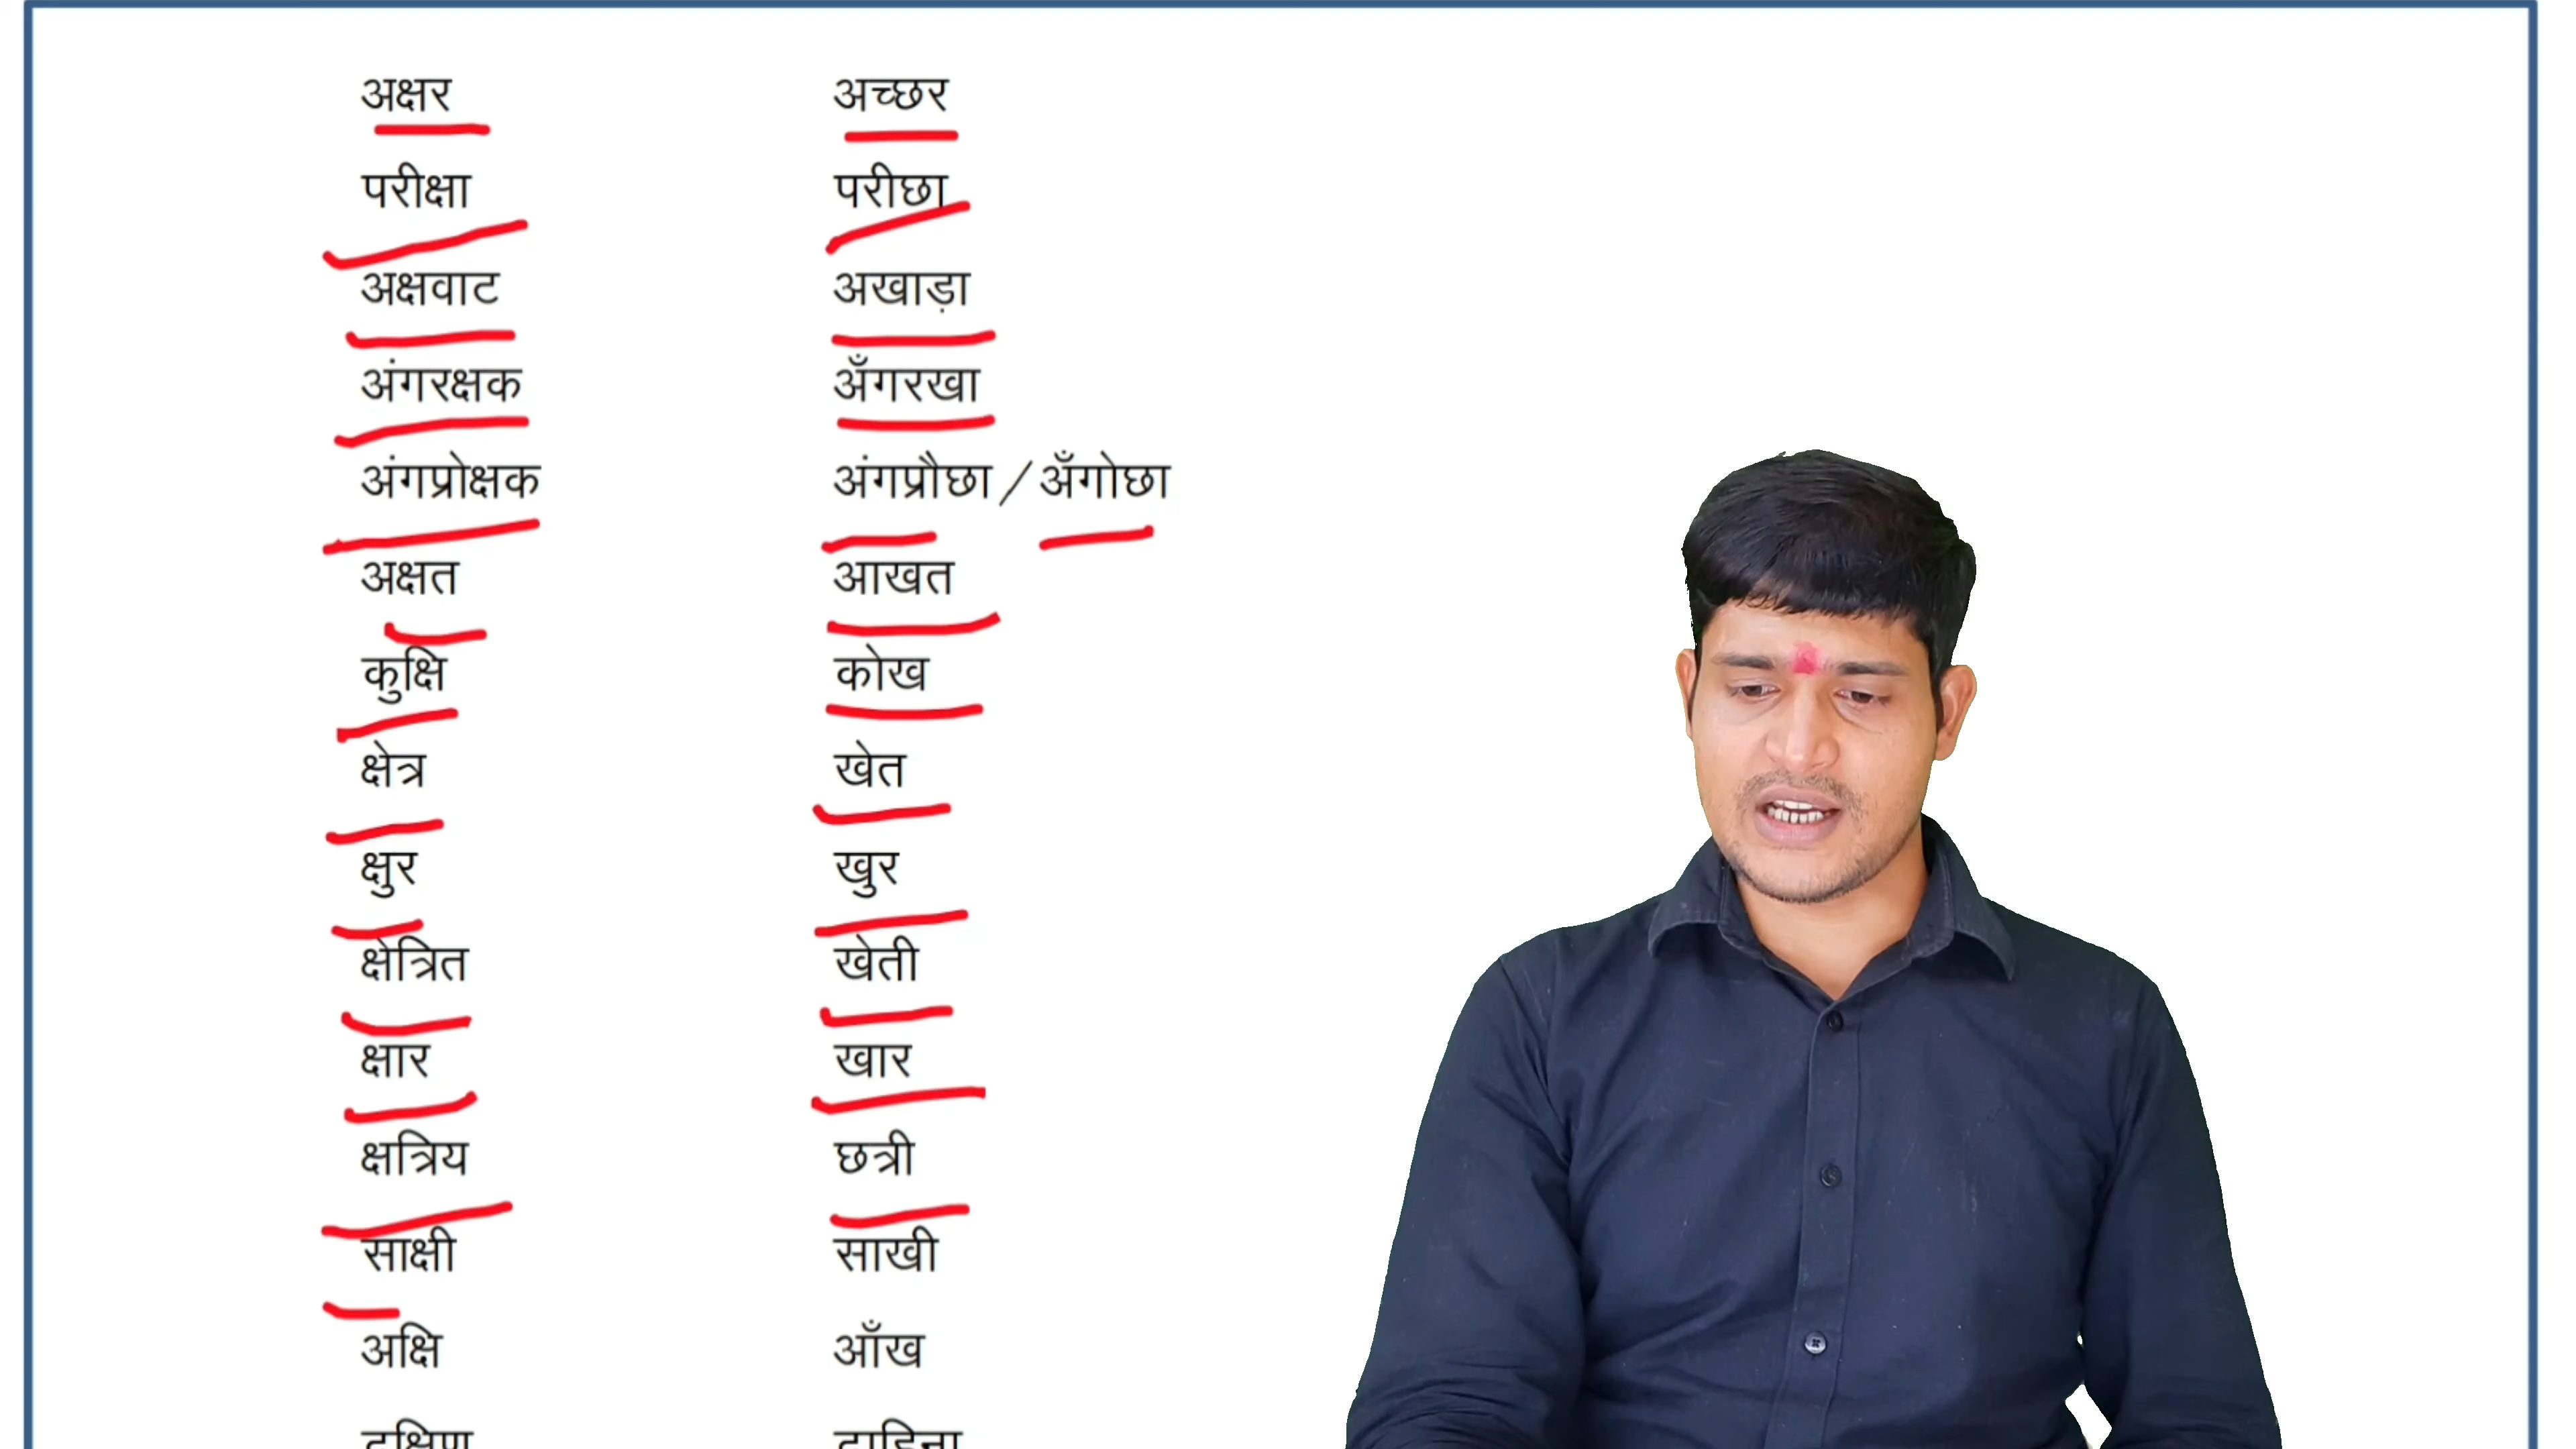 अक्षर अच्छर
परीक्षा परीछा
अक्षवाट अखाड़ा
अंगरक्षक अँगरखा
अंगप्रोक्षक अंगप्रौछा / अँगोछा
अक्षत आखत
कुक्षि कोख
क्षेत्र खेत
क्षुर खुर
क्षेत्रित खेती
क्षार खार
क्षत्रिय छत्री
साक्षी साखी
अक्षि आँख